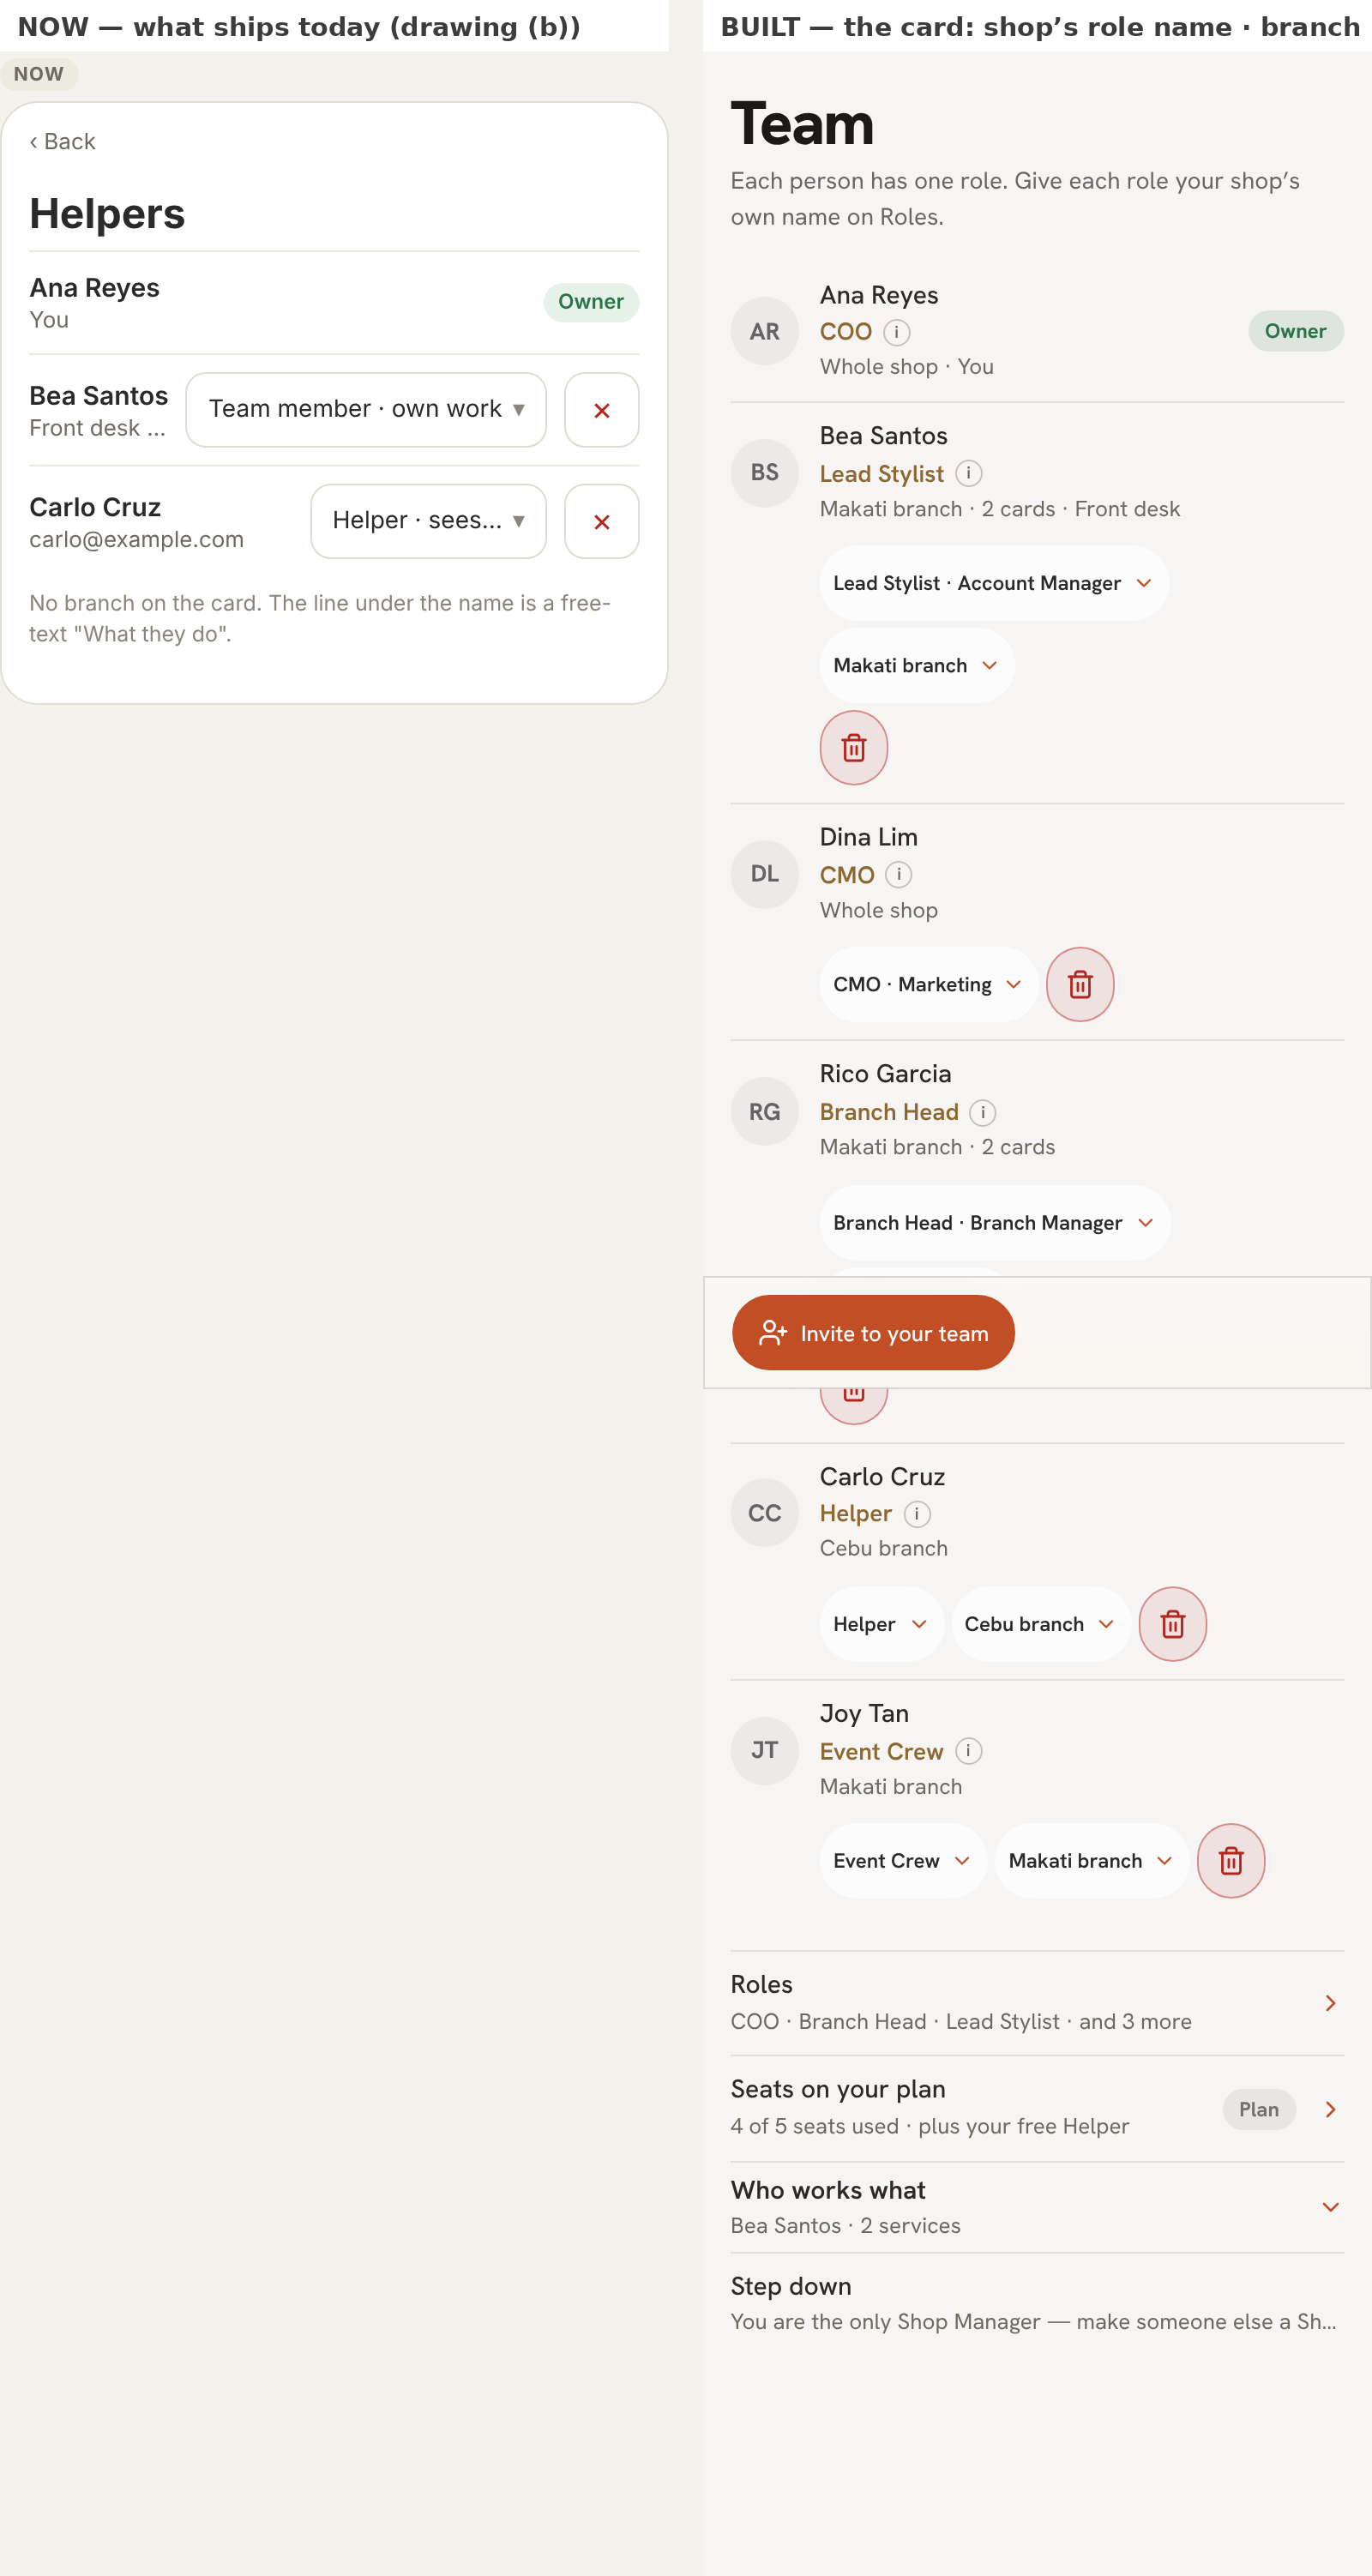 NOW — what ships today (drawing (b))
NOW
‹ Back
Helpers
Ana Reyes
You
Owner
Bea Santos
Front desk ...
Team member · own work ▾
×
Carlo Cruz
carlo@example.com
Helper · sees... ▾
×
No branch on the card. The line under the name is a free-
text "What they do".
BUILT — the card: shop’s role name · branch
Team
Each person has one role. Give each role your shop’s
own name on Roles.
AR
Ana Reyes
COO i
Whole shop · You
Owner
BS
Bea Santos
Lead Stylist i
Makati branch · 2 cards · Front desk
Lead Stylist · Account Manager
Makati branch
DL
Dina Lim
CMO i
Whole shop
CMO · Marketing
RG
Rico Garcia
Branch Head i
Makati branch · 2 cards
Branch Head · Branch Manager
Invite to your team
CC
Carlo Cruz
Helper i
Cebu branch
Helper
Cebu branch
JT
Joy Tan
Event Crew i
Makati branch
Event Crew
Makati branch
Roles
COO · Branch Head · Lead Stylist · and 3 more
Seats on your plan
4 of 5 seats used · plus your free Helper
Plan
Who works what
Bea Santos · 2 services
Step down
You are the only Shop Manager — make someone else a Sh...